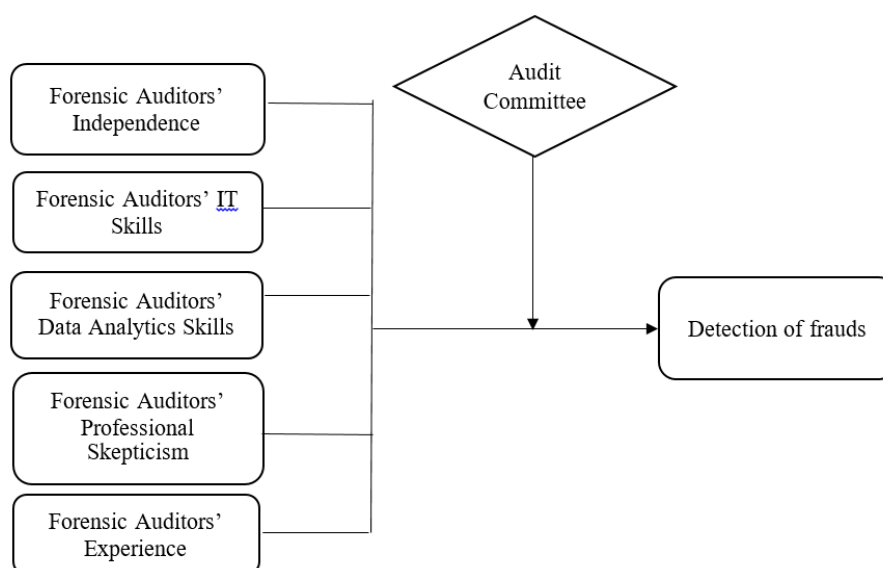 Forensic Auditors’
Independence
Forensic Auditors’ IT
Skills
Forensic Auditors’
Data Analytics Skills
Forensic Auditors’
Professional
Skepticism
Forensic Auditors’
Experience
Audit
Committee
Detection of frauds